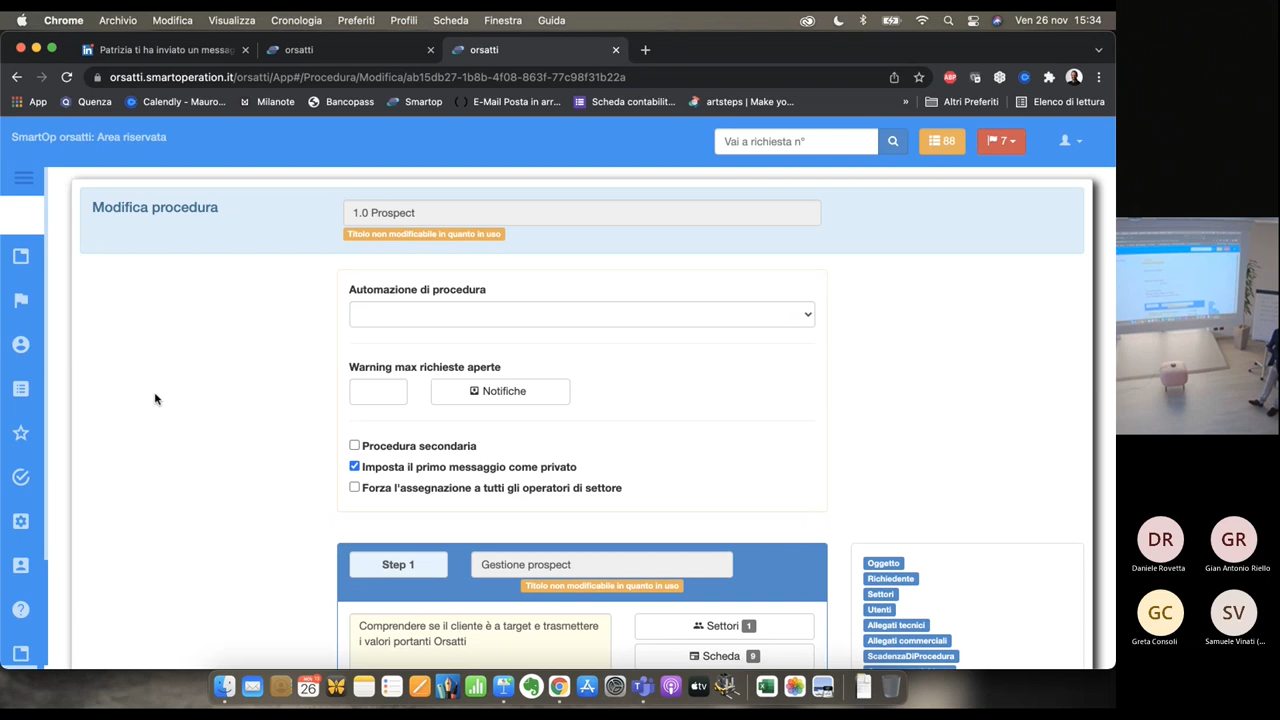 Chrome Archivio Modifica Visualizza Cronologia Preferiti Profili Scheda Finestra Guida Ven 26 nov 15:34
Patrizia ti ha inviato un messag orsatti orsatti
orsatti.smartoperation.it/orsatti/App#/Procedura/Modifica/ab15db27-1b8b-4f08-863f-77c98f31b22a
App Quenza Calendly - Mauro... Milanote Bancopass Smartop E-Mail Posta in arr... Scheda contabilit... artsteps | Make yo... » Altri Preferiti Elenco di lettura
SmartOp orsatti: Area riservata
Vai a richiesta n° 88 7
Modifica procedura
1.0 Prospect
Titolo non modificabile in quanto in uso
Automazione di procedura
Warning max richieste aperte
Notifiche
Procedura secondaria
Imposta il primo messaggio come privato
Forza l'assegnazione a tutti gli operatori di settore
Step 1 Gestione prospect
Titolo non modificabile in quanto in uso
Comprendere se il cliente è a target e trasmettere
i valori portanti Orsatti
Settori 1
Scheda 9
Oggetto
Richiedente
Settori
Utenti
Allegati tecnici
Allegati commerciali
ScadenzaDiProcedura
DR GR
Daniele Rovetta Gian Antonio Riello
GC SV
Greta Consoli Samuele Vinati (...
26